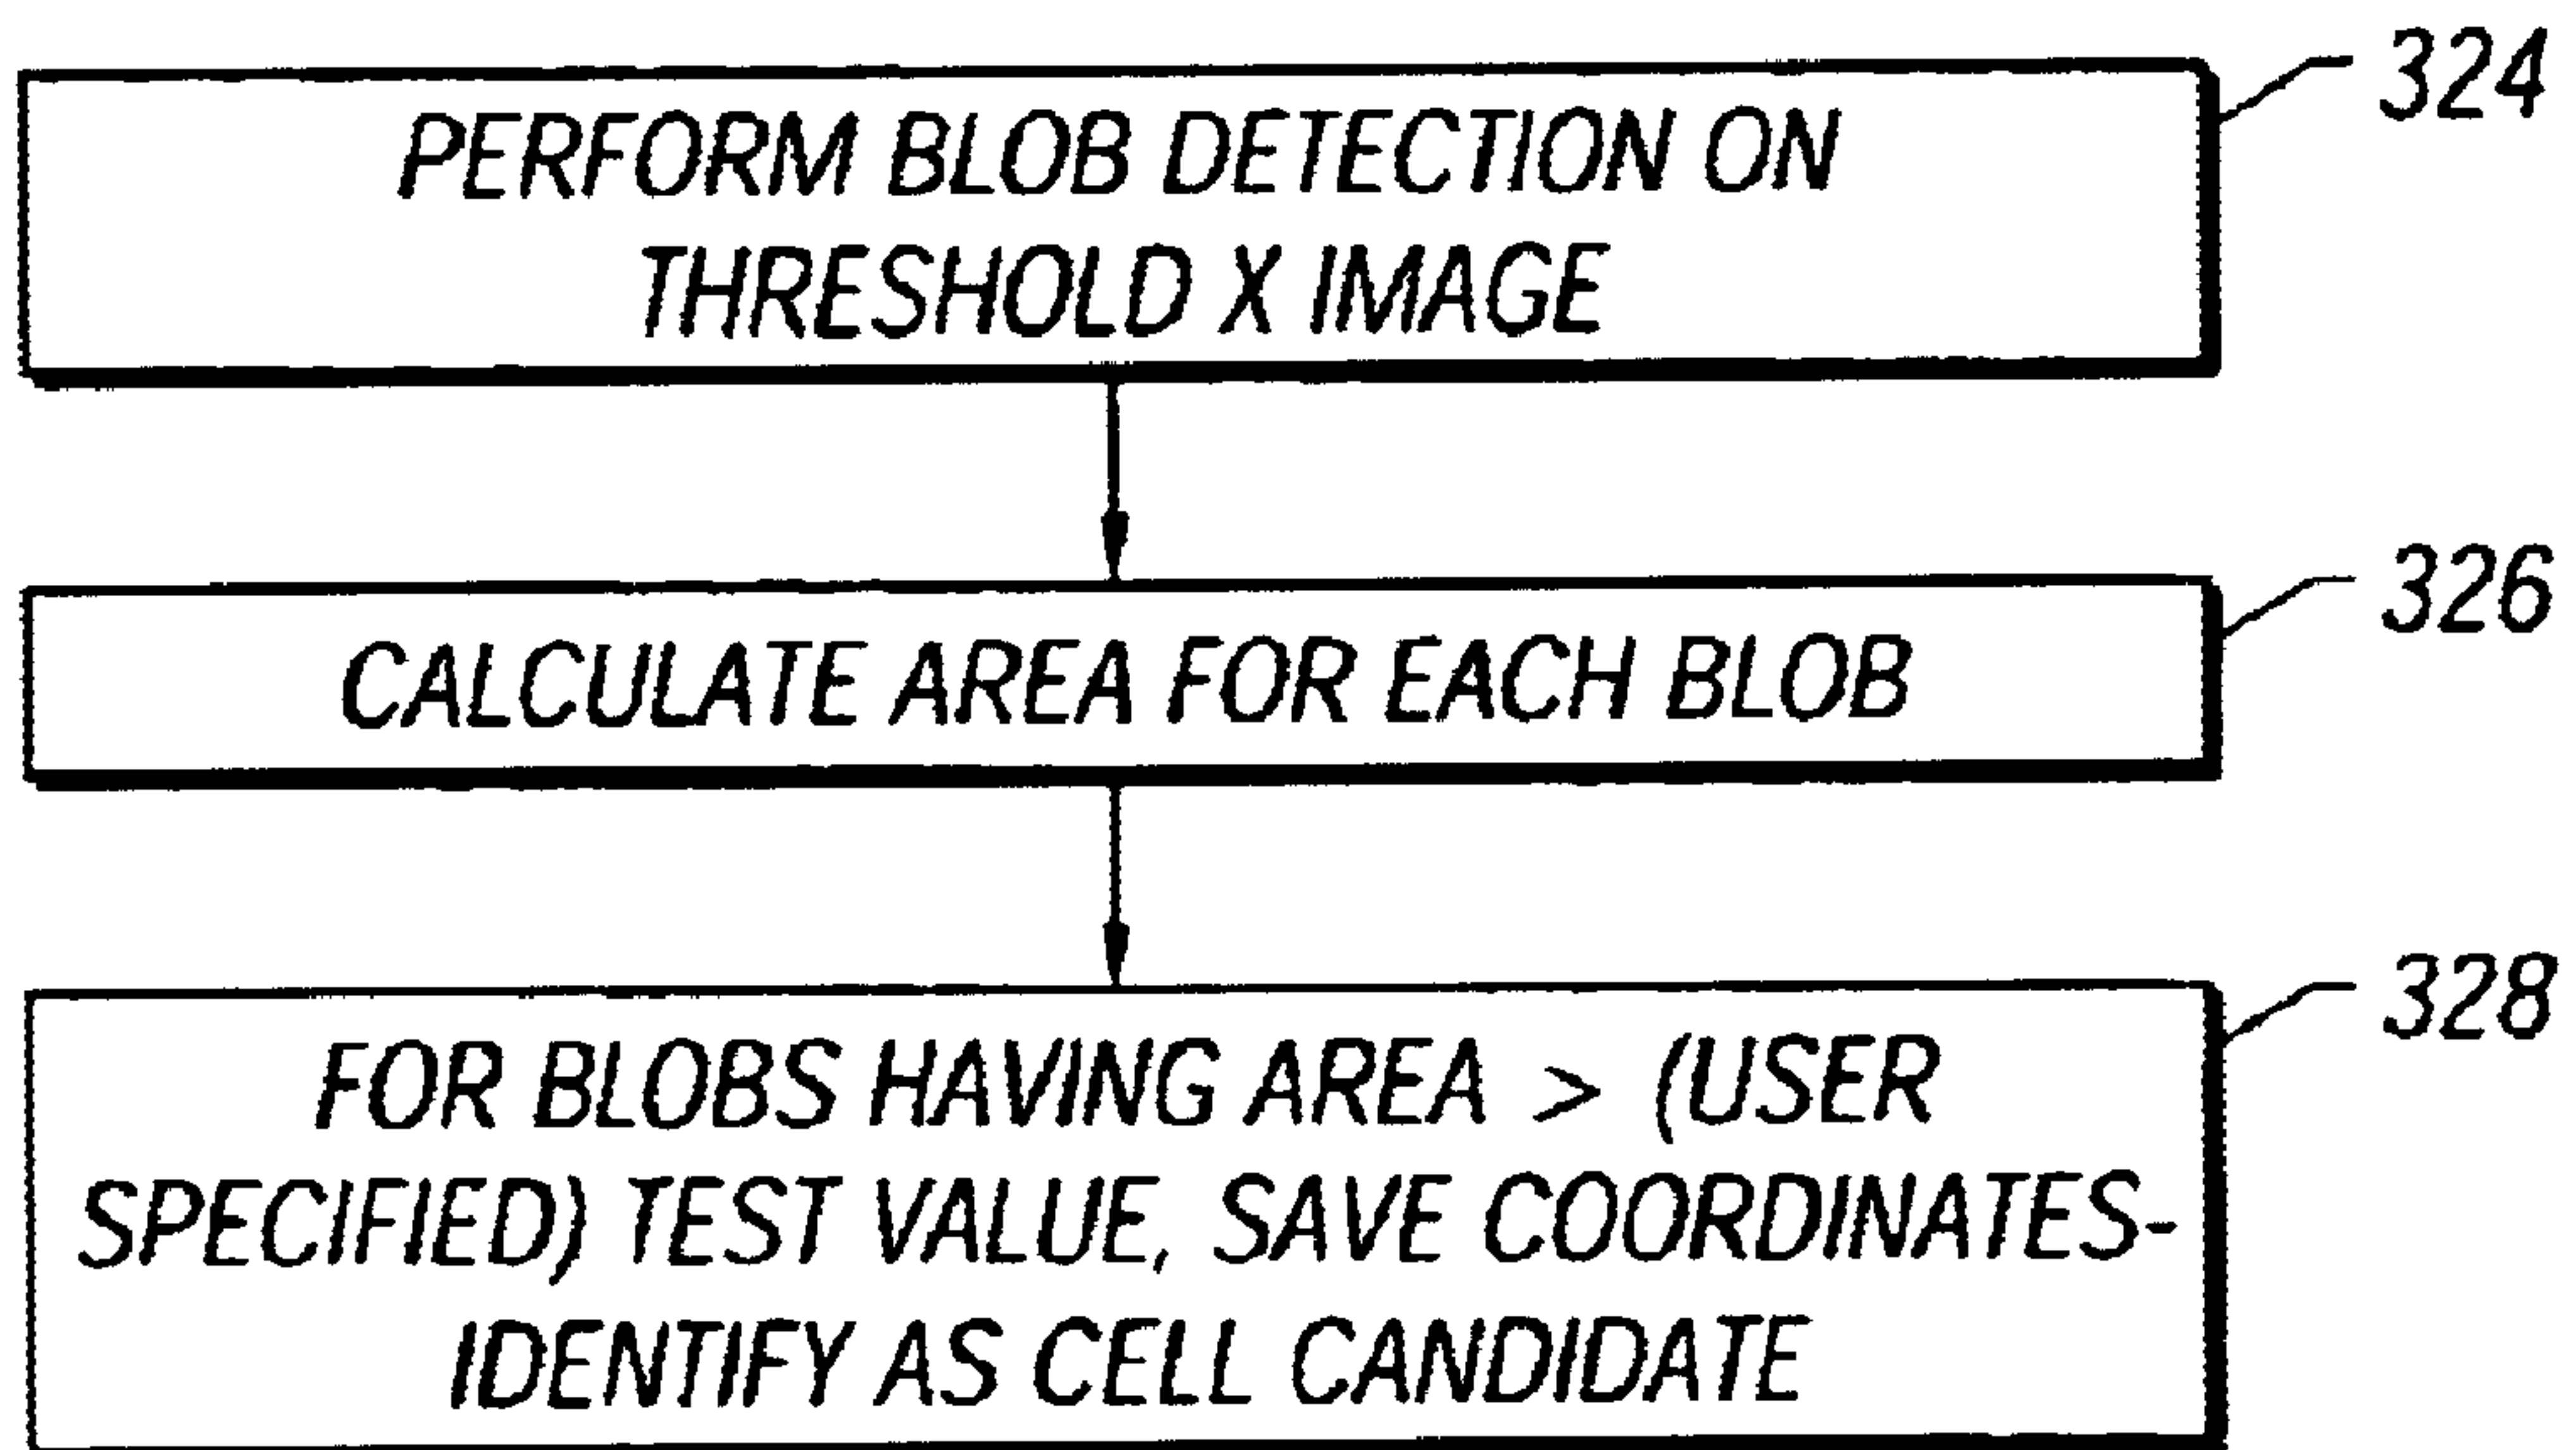 324
PERFORM BLOB DETECTION ON
THRESHOLD X IMAGE
326
CALCULATE AREA FOR EACH BLOB
328
FOR BLOBS HAVING AREA > (USER
SPECIFIED) TEST VALUE, SAVE COORDINATES-
IDENTIFY AS CELL CANDIDATE